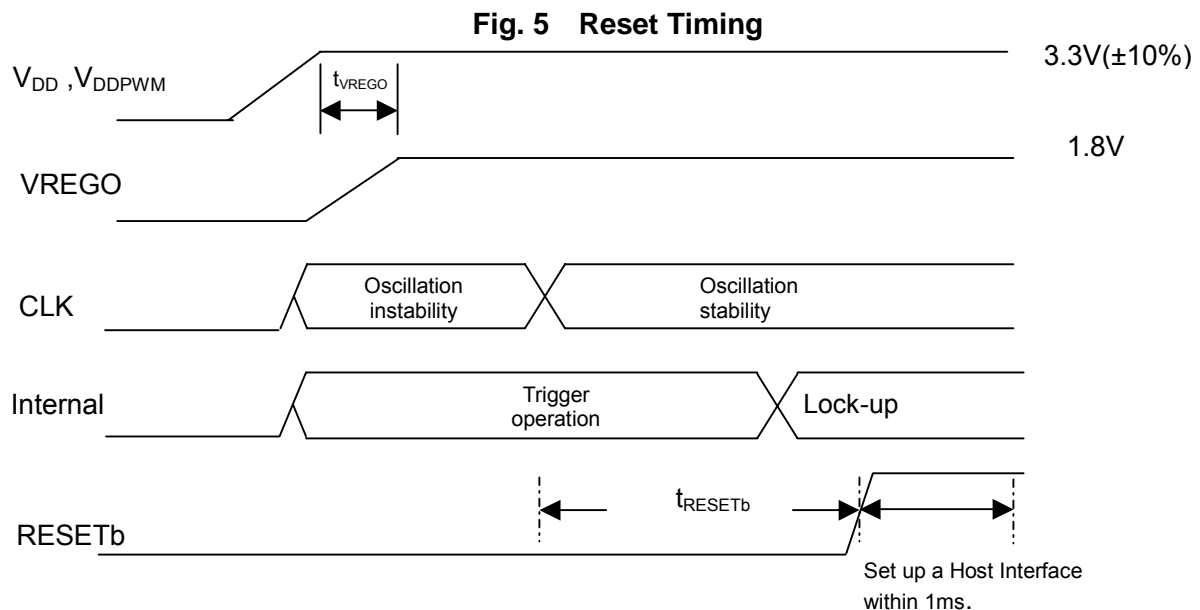 Fig. 5 Reset Timing
VDD ,VDDPWM
tVREGO
3.3V(±10%)
VREGO
1.8V
CLK
Oscillation
instability
Oscillation
stability
Internal
Trigger
operation
Lock-up
RESETb
tRESETb
Set up a Host Interface
within 1ms.